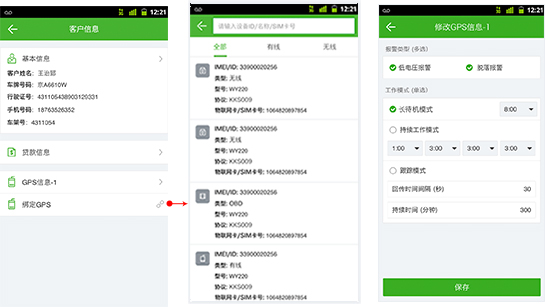 12:21
客户信息
基本信息
客户姓名: 王治郅
车牌号码: 京A6610W
行驶证号: 431105438903120331
手机号码: 18763526352
车架号: 4311054
贷款信息
GPS信息-1
绑定GPS
12:21
请输入设备ID/名称/SIM卡号
全部 有线 无线
IMEI/ID: 33900020256
类型: 无线
型号: WY220
协议: KKS009
物联网卡/SIM卡号: 1064820897854
IMEI/ID: 33900020256
类型: 无线
型号: WY220
协议: KKS009
物联网卡/SIM卡号: 1064820897854
IMEI/ID: 33900020256
类型: OBD
型号: WY220
协议: KKS009
物联网卡/SIM卡号: 1064820897854
IMEI/ID: 33900020256
类型: 有线
型号: WY220
协议: KKS009
物联网卡/SIM卡号: 1064820897854
12:21
修改GPS信息-1
报警类型 (多选)
低电压报警 脱落报警
工作模式 (单选)
长待机模式 8:00
持续工作模式
1:00 3:00 3:00 3:00
跟踪模式
回传时间间隔 (秒) 30
持续时间 (分钟) 300
保存